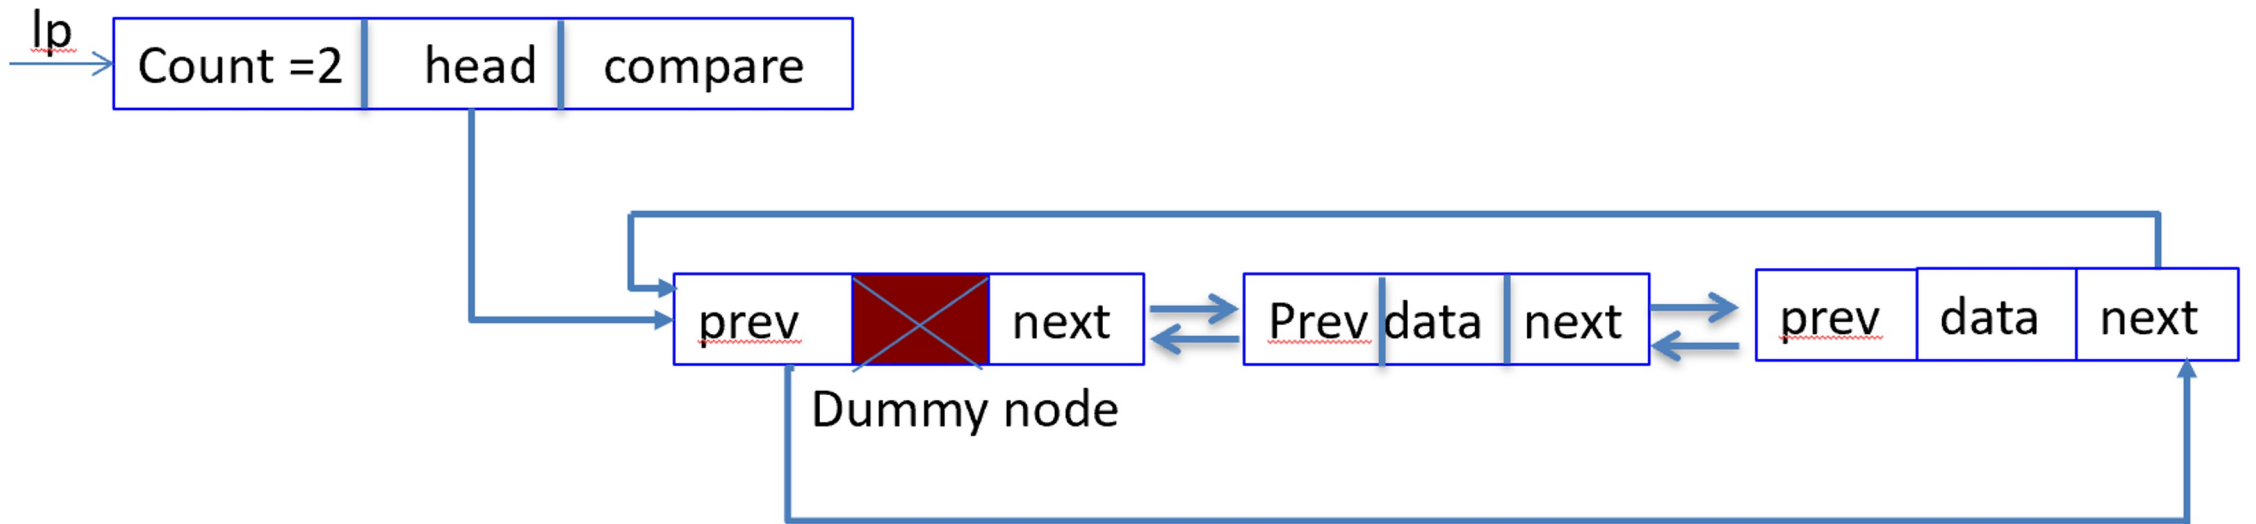 lp
Count =2 head compare
prev next Prev data next prev data next
Dummy node